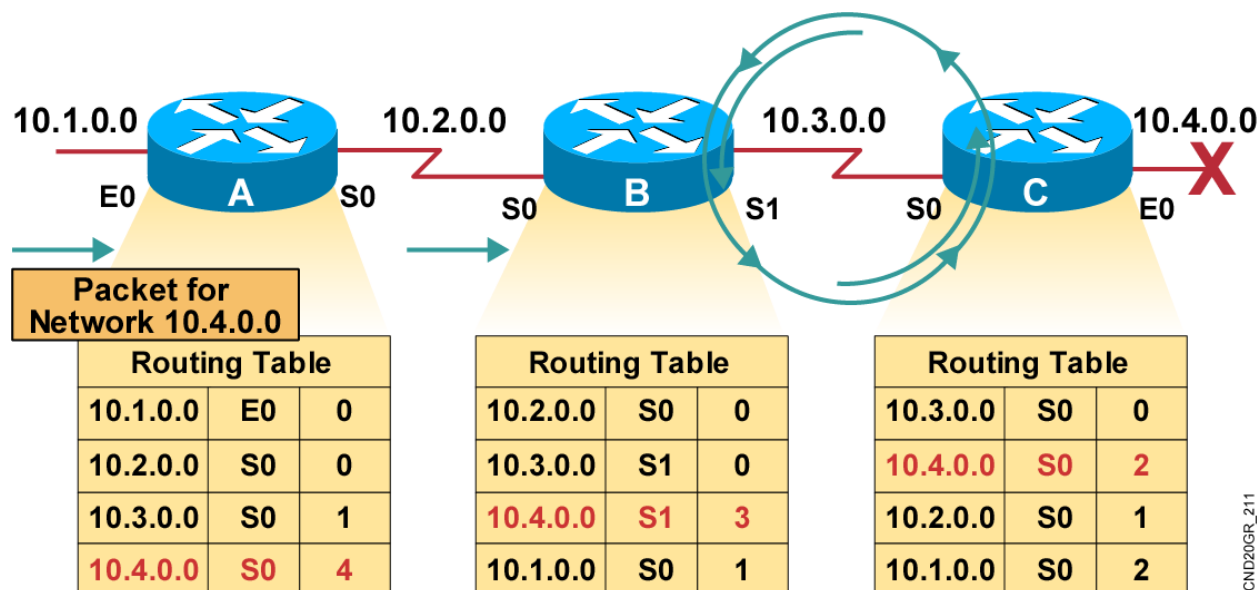 10.1.0.0
10.2.0.0
10.3.0.0
10.4.0.0
X
E0
A
S0
S0
B
S1
S0
C
E0
Packet for
Network 10.4.0.0
Routing Table
10.1.0.0 E0 0
10.2.0.0 S0 0
10.3.0.0 S0 1
10.4.0.0 S0 4
Routing Table
10.2.0.0 S0 0
10.3.0.0 S1 0
10.4.0.0 S1 3
10.1.0.0 S0 1
Routing Table
10.3.0.0 S0 0
10.4.0.0 S0 2
10.2.0.0 S0 1
10.1.0.0 S0 2
CND20GR_211